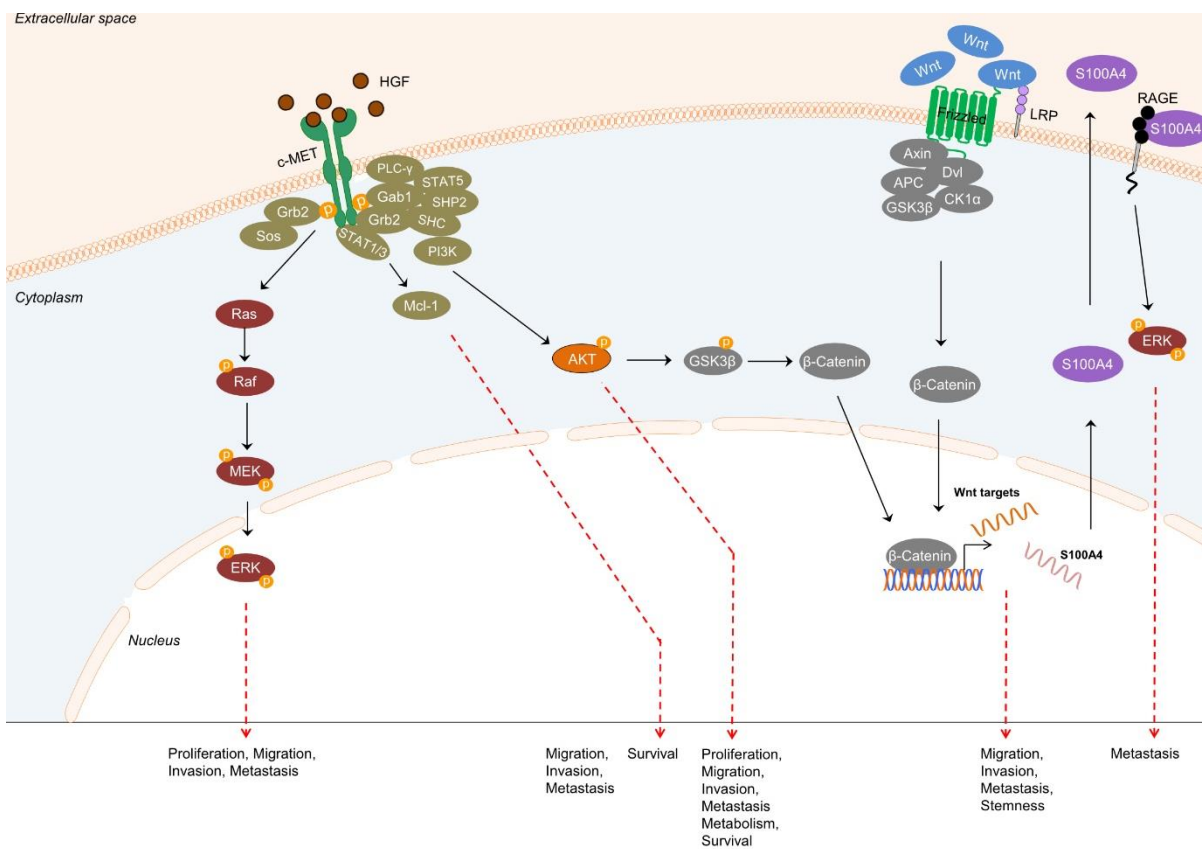 Extracellular space
HGF
c-MET
PLC-γ
STAT5
Gab1
SHP2
Grb2
P
P
Grb2
SHC
Sos
STAT1/3
PI3K
Wnt
Wnt
Wnt
Frizzled
LRP
Axin
Dvl
APC
CK1α
GSK3β
S100A4
RAGE
S100A4
Cytoplasm
Ras
Mcl-1
P
Raf
P
AKT
P
GSK3β
β-Catenin
β-Catenin
S100A4
P
ERK
P
P
MEK
P
P
ERK
P
Nucleus
Wnt targets
β-Catenin
S100A4
Proliferation, Migration,
Invasion, Metastasis
Migration,
Invasion,
Metastasis
Survival
Proliferation,
Migration,
Invasion,
Metastasis
Metabolism,
Survival
Migration,
Invasion,
Metastasis,
Stemness
Metastasis